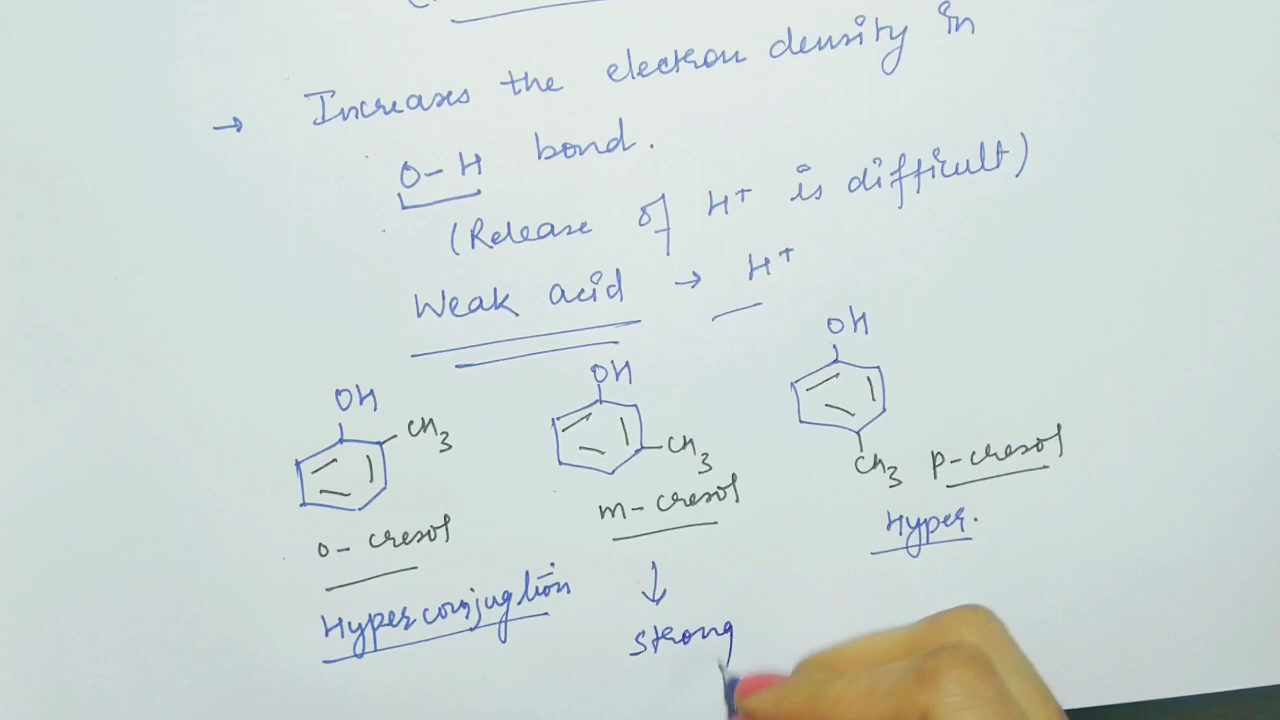 → Increases the electron density in
O-H bond.
(Release of H+ is difficult)
Weak acid → H+
OH
CH3
o-cresol
Hyperconjugtion
OH
CH3
m-cresol
↓
strong
OH
CH3
p-cresol
Hyper.